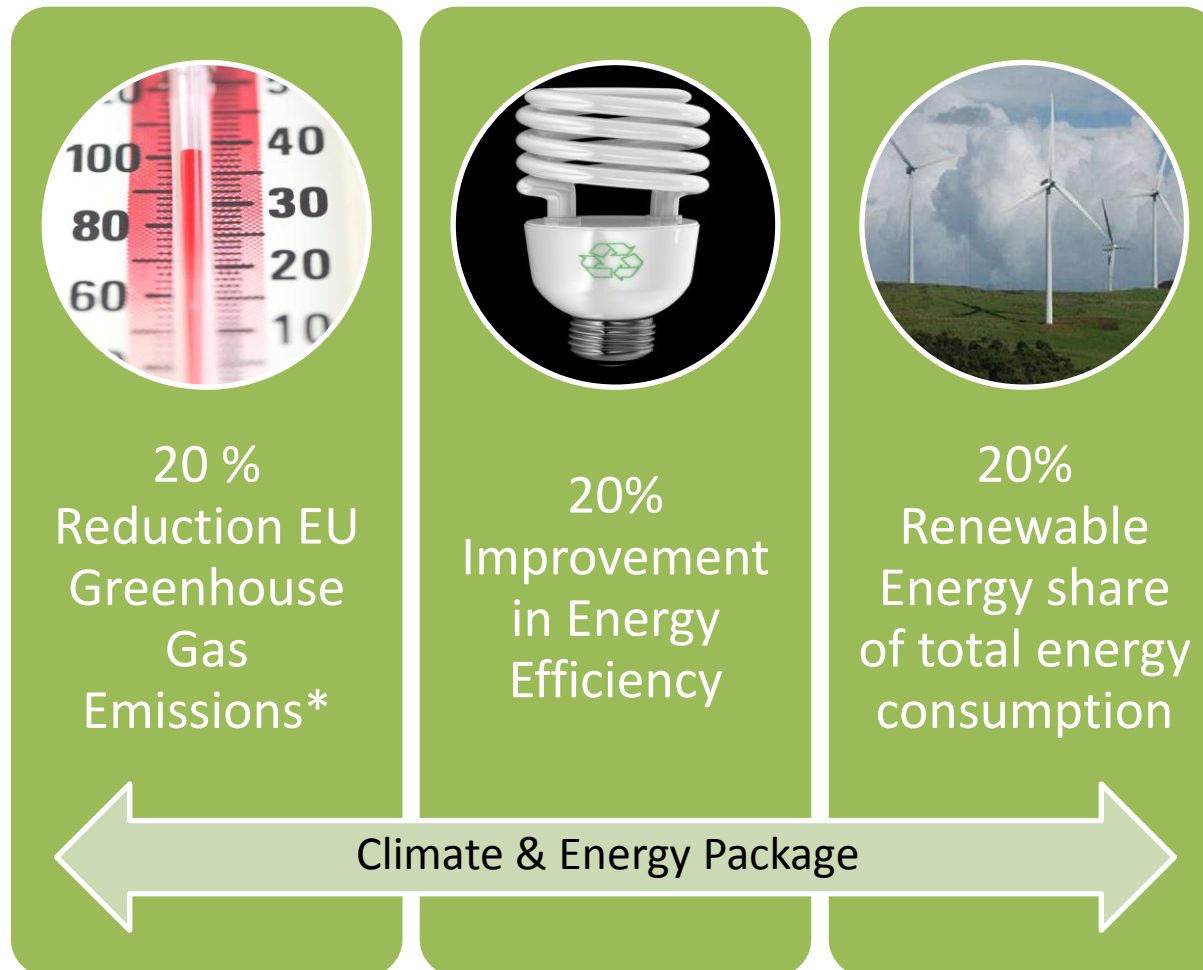 100
80
60
40
30
20
10
20 %
Reduction EU
Greenhouse
Gas
Emissions*
20%
Improvement
in Energy
Efficiency
20%
Renewable
Energy share
of total energy
consumption
Climate & Energy Package